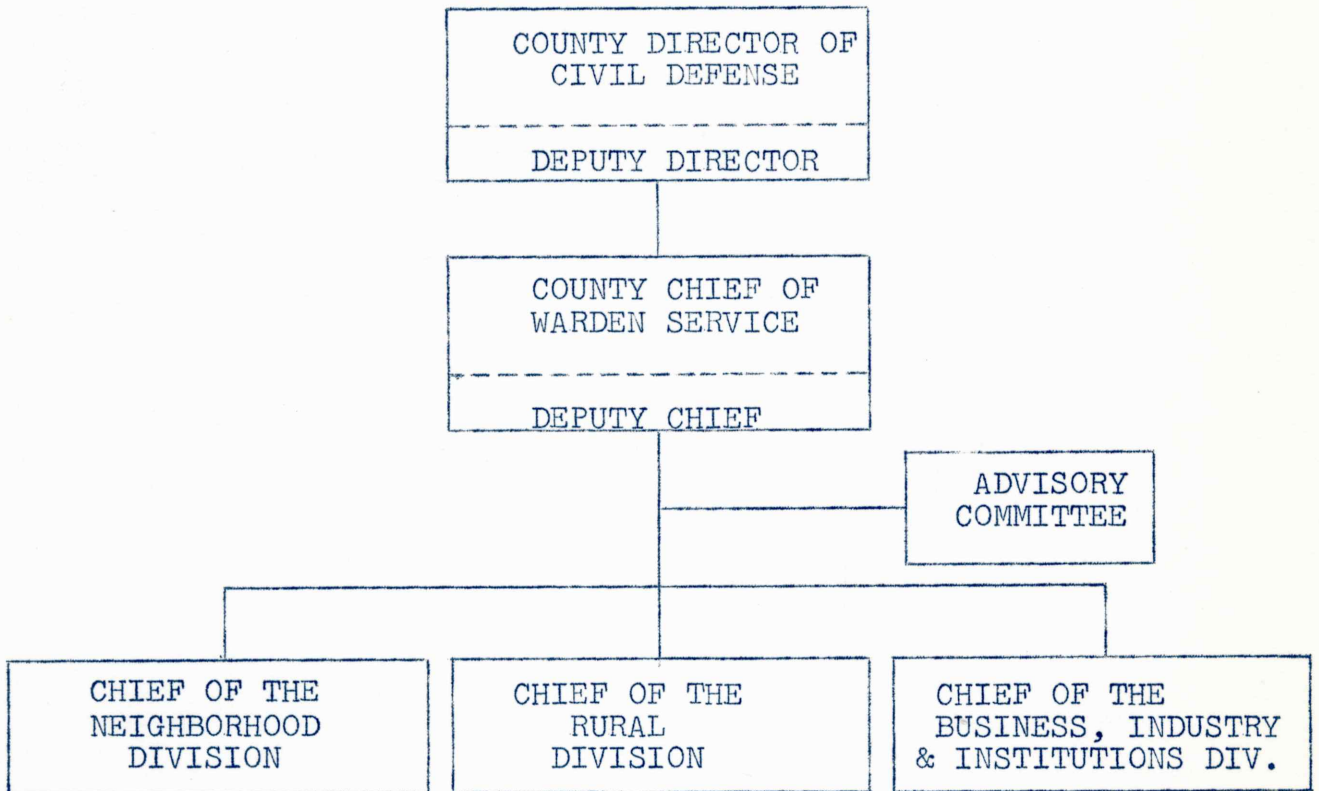 COUNTY DIRECTOR OF
CIVIL DEFENSE
DEPUTY DIRECTOR
COUNTY CHIEF OF
WARDEN SERVICE
DEPUTY CHIEF
ADVISORY
COMMITTEE
CHIEF OF THE
NEIGHBORHOOD
DIVISION
CHIEF OF THE
RURAL
DIVISION
CHIEF OF THE
BUSINESS, INDUSTRY
& INSTITUTIONS DIV.